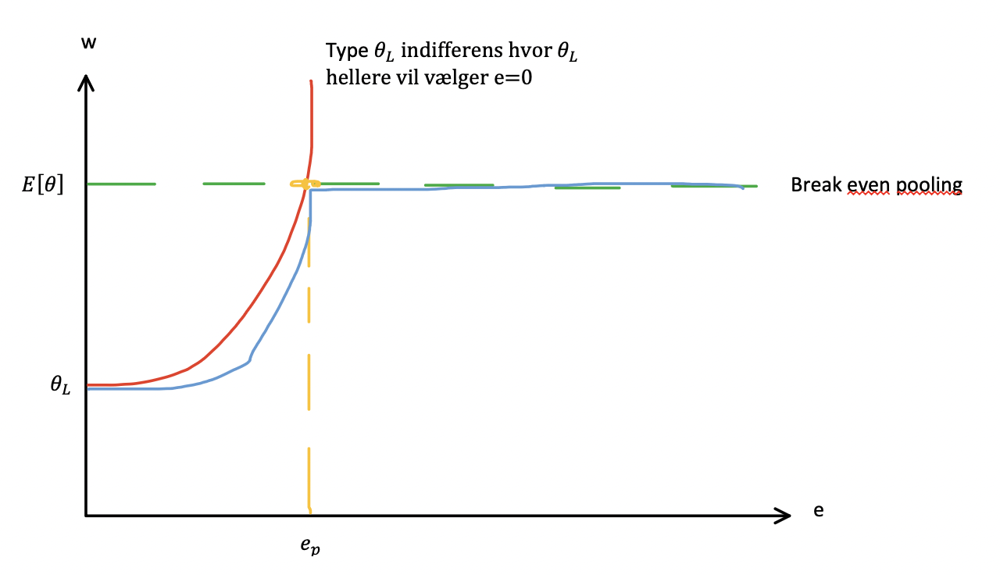 w
Type θ_L indifferens hvor θ_L
hellere vil vælger e=0
E[θ]
Break even pooling
θ_L
e
e_p